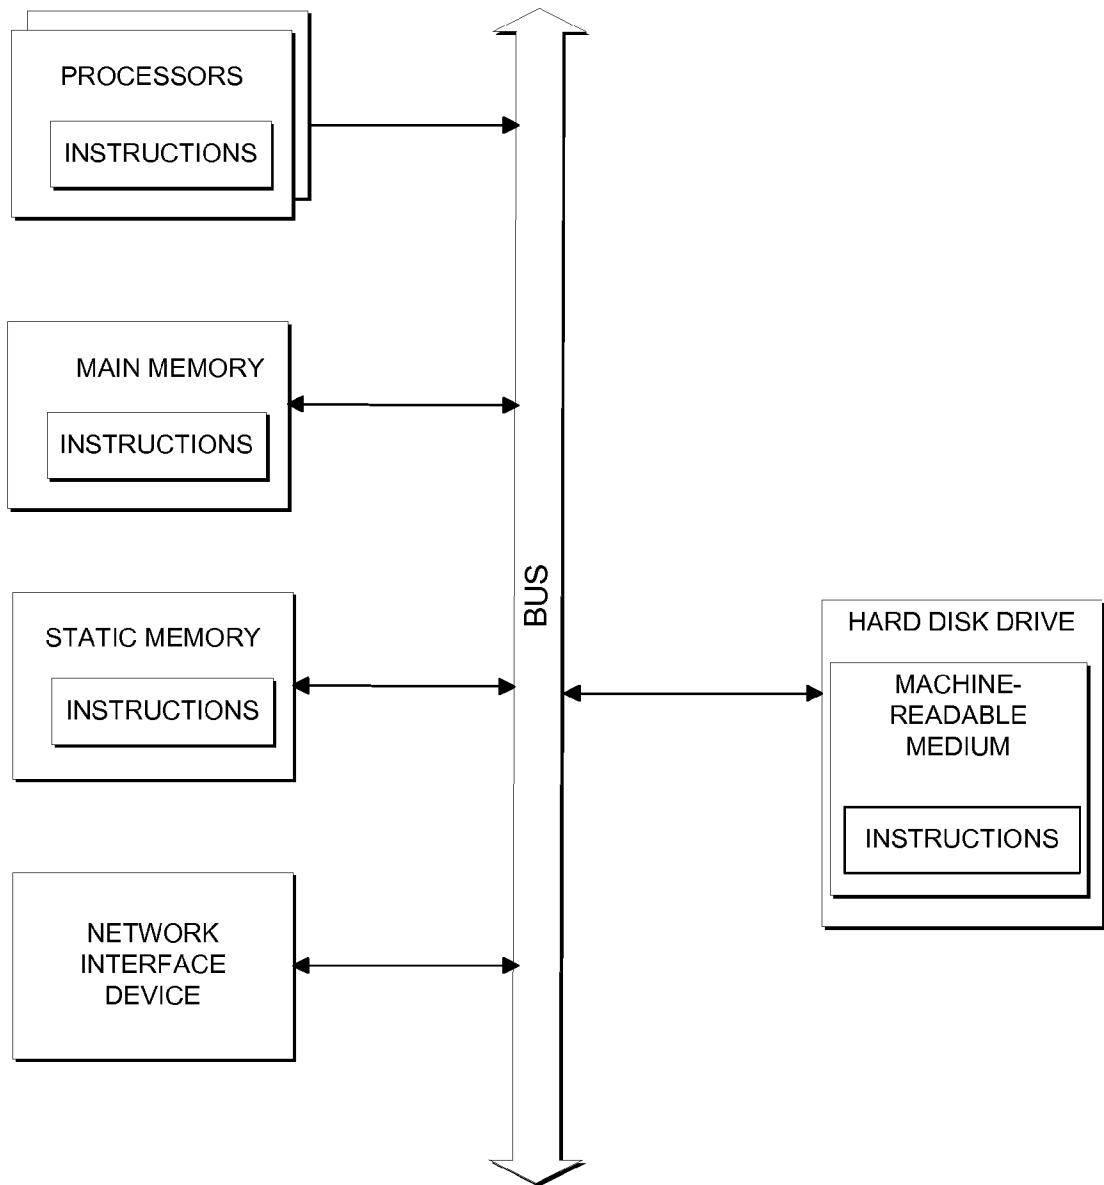 PROCESSORS
INSTRUCTIONS
MAIN MEMORY
INSTRUCTIONS
STATIC MEMORY
INSTRUCTIONS
NETWORK
INTERFACE
DEVICE
BUS
HARD DISK DRIVE
MACHINE-
READABLE
MEDIUM
INSTRUCTIONS